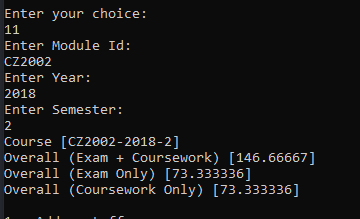 Enter your choice:
11
Enter Module Id:
CZ2002
Enter Year:
2018
Enter Semester:
2
Course [CZ2002-2018-2]
Overall (Exam + Coursework) [146.66667]
Overall (Exam Only) [73.333336]
Overall (Coursework Only) [73.333336]